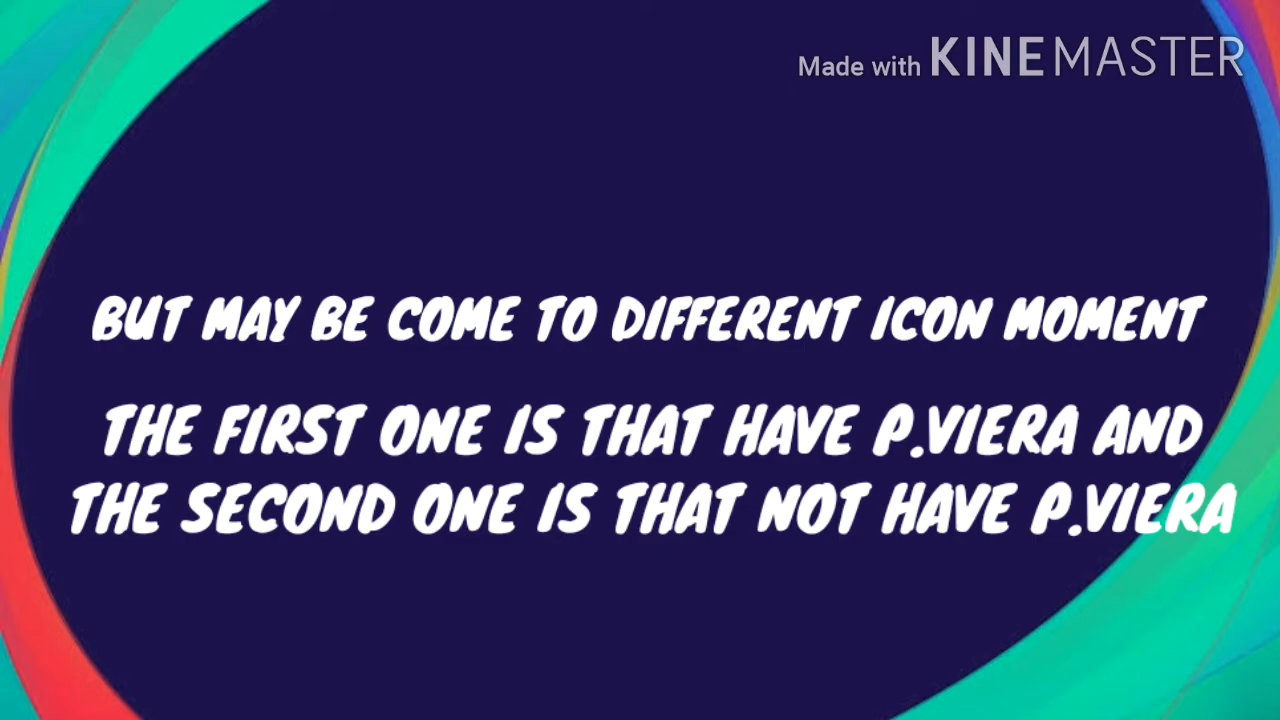 Made with KINEMASTER
BUT MAY BE COME TO DIFFERENT ICON MOMENT
THE FIRST ONE IS THAT HAVE P.VIERA AND
THE SECOND ONE IS THAT NOT HAVE P.VIERA